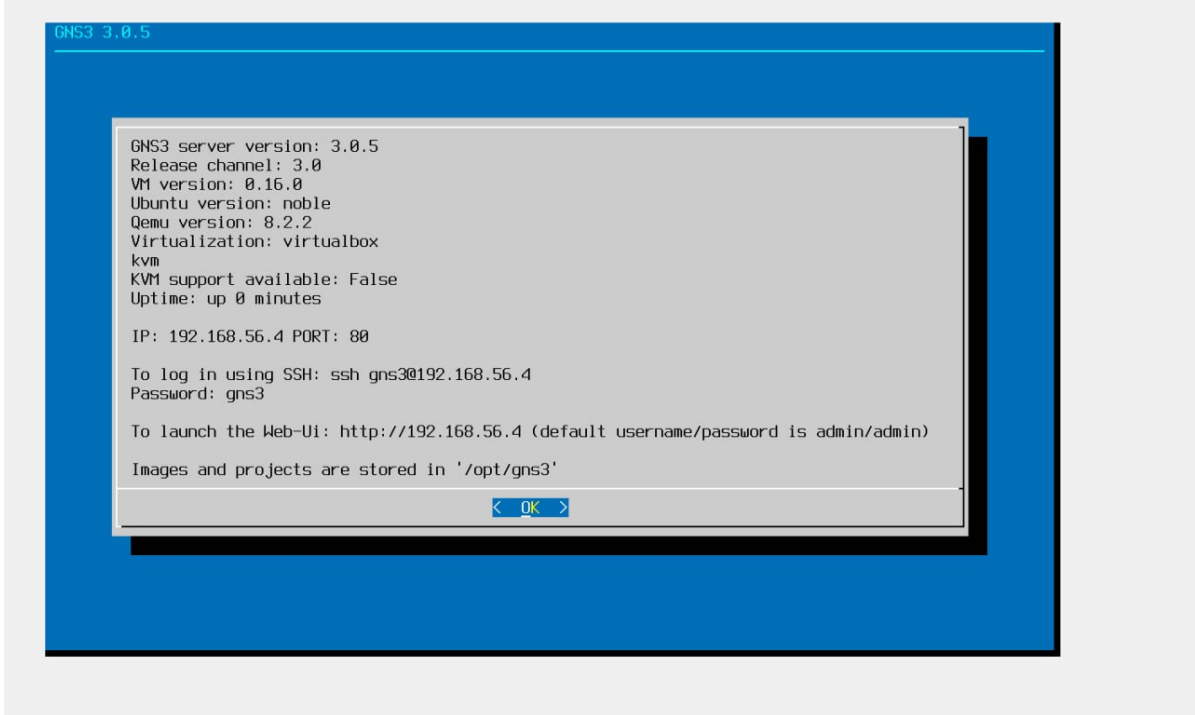 GNS3 3.0.5
GNS3 server version: 3.0.5
Release channel: 3.0
VM version: 0.16.0
Ubuntu version: noble
Qemu version: 8.2.2
Virtualization: virtualbox
kvm
KVM support available: False
Uptime: up 0 minutes
IP: 192.168.56.4 PORT: 80
To log in using SSH: ssh gns3@192.168.56.4
Password: gns3
To launch the Web-Ui: http://192.168.56.4 (default username/password is admin/admin)
Images and projects are stored in '/opt/gns3'
< OK >